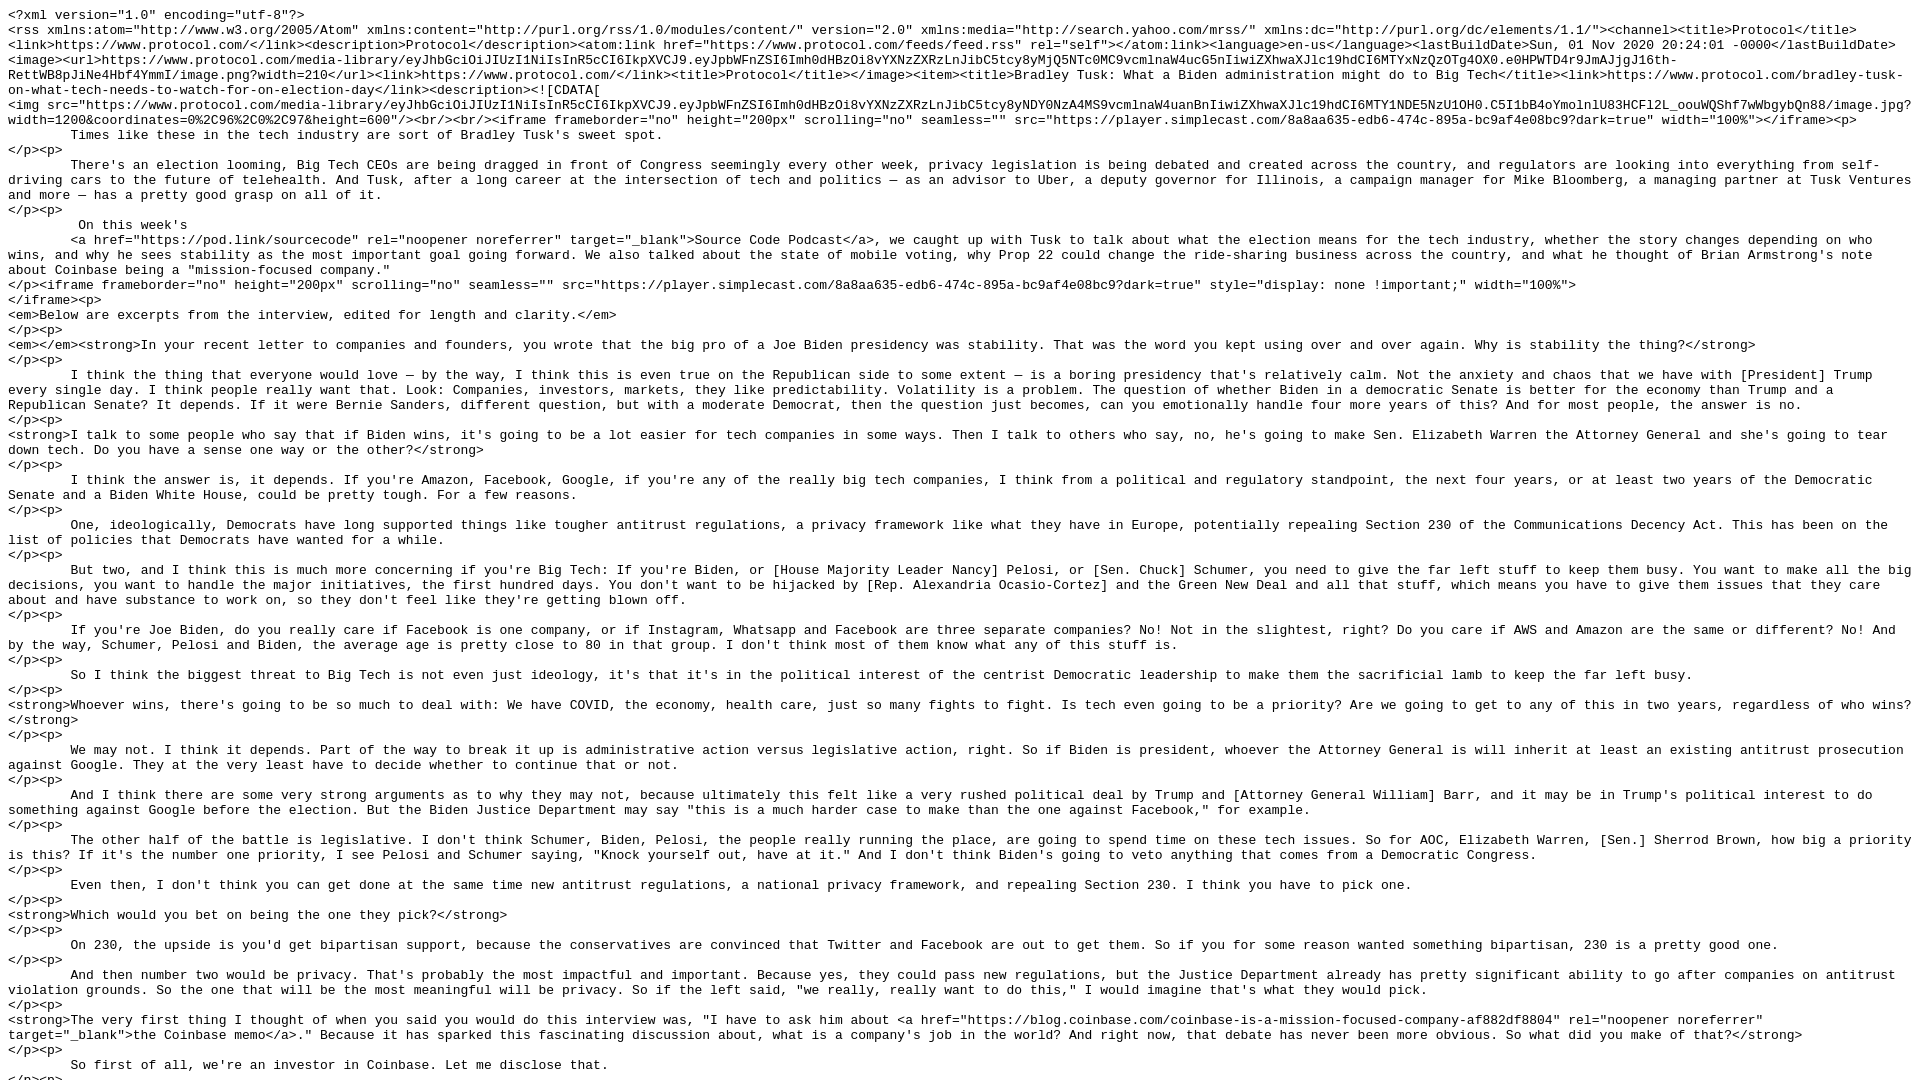 <?xml version="1.0" encoding="utf-8"?>
<rss xmlns:atom="http://www.w3.org/2005/Atom" xmlns:content="http://purl.org/rss/1.0/modules/content/" version="2.0" xmlns:media="http://search.yahoo.com/mrss/" xmlns:dc="http://purl.org/dc/elements/1.1/"><channel><title>Protocol</title>
<link>https://www.protocol.com/</link><description>Protocol</description><atom:link href="https://www.protocol.com/feeds/feed.rss" rel="self"></atom:link><language>en-us</language><lastBuildDate>Sun, 01 Nov 2020 20:24:01 -0000</lastBuildDate>
<image><url>https://www.protocol.com/media-library/eyJhbGciOiJIUzI1NiIsInR5cCI6IkpXVCJ9.eyJpbWFnZSI6Imh0dHBzOi8vYXNzZXRzLnJibC5tcy8yMjQ5NTc0MC9vcmlnaW4ucG5nIiwiZXhwaXJlc19hdCI6MTYxNzQzOTg4OX0.e0HPWTD4r9JmAJjgJ16th-
RettWB8pJiNe4Hbf4YmmI/image.png?width=210</url><link>https://www.protocol.com/</link><title>Protocol</title></image><item><title>Bradley Tusk: What a Biden administration might do to Big Tech</title><link>https://www.protocol.com/bradley-tusk-
on-what-tech-needs-to-watch-for-on-election-day</link><description><![CDATA[
<img src="https://www.protocol.com/media-library/eyJhbGciOiJIUzI1NiIsInR5cCI6IkpXVCJ9.eyJpbWFnZSI6Imh0dHBzOi8vYXNzZXRzLnJibC5tcy8yNDY0NzA4MS9vcmlnaW4uanBnIiwiZXhwaXJlc19hdCI6MTY1NDE5NzU1OH0.C5I1bB4oYmolnlU83HCFl2L_oouWQShf7wWbgybQn88/image.jpg?
width=1200&coordinates=0%2C96%2C0%2C97&height=600"/><br/><br/><iframe frameborder="no" height="200px" scrolling="no" seamless="" src="https://player.simplecast.com/8a8aa635-edb6-474c-895a-bc9af4e08bc9?dark=true" width="100%"></iframe><p>
Times like these in the tech industry are sort of Bradley Tusk's sweet spot.
</p><p>
There's an election looming, Big Tech CEOs are being dragged in front of Congress seemingly every other week, privacy legislation is being debated and created across the country, and regulators are looking into everything from self-
driving cars to the future of telehealth. And Tusk, after a long career at the intersection of tech and politics — as an advisor to Uber, a deputy governor for Illinois, a campaign manager for Mike Bloomberg, a managing partner at Tusk Ventures
and more — has a pretty good grasp on all of it.
</p><p>
On this week's
<a href="https://pod.link/sourcecode" rel="noopener noreferrer" target="_blank">Source Code Podcast</a>, we caught up with Tusk to talk about what the election means for the tech industry, whether the story changes depending on who
wins, and why he sees stability as the most important goal going forward. We also talked about the state of mobile voting, why Prop 22 could change the ride-sharing business across the country, and what he thought of Brian Armstrong's note
about Coinbase being a "mission-focused company."
</p><iframe frameborder="no" height="200px" scrolling="no" seamless="" src="https://player.simplecast.com/8a8aa635-edb6-474c-895a-bc9af4e08bc9?dark=true" style="display: none !important;" width="100%">
</iframe><p>
<em>Below are excerpts from the interview, edited for length and clarity.</em>
</p><p>
<em></em><strong>In your recent letter to companies and founders, you wrote that the big pro of a Joe Biden presidency was stability. That was the word you kept using over and over again. Why is stability the thing?</strong>
</p><p>
I think the thing that everyone would love — by the way, I think this is even true on the Republican side to some extent — is a boring presidency that's relatively calm. Not the anxiety and chaos that we have with [President] Trump
every single day. I think people really want that. Look: Companies, investors, markets, they like predictability. Volatility is a problem. The question of whether Biden in a democratic Senate is better for the economy than Trump and a
Republican Senate? It depends. If it were Bernie Sanders, different question, but with a moderate Democrat, then the question just becomes, can you emotionally handle four more years of this? And for most people, the answer is no.
</p><p>
<strong>I talk to some people who say that if Biden wins, it's going to be a lot easier for tech companies in some ways. Then I talk to others who say, no, he's going to make Sen. Elizabeth Warren the Attorney General and she's going to tear
down tech. Do you have a sense one way or the other?</strong>
</p><p>
I think the answer is, it depends. If you're Amazon, Facebook, Google, if you're any of the really big tech companies, I think from a political and regulatory standpoint, the next four years, or at least two years of the Democratic
Senate and a Biden White House, could be pretty tough. For a few reasons.
</p><p>
One, ideologically, Democrats have long supported things like tougher antitrust regulations, a privacy framework like what they have in Europe, potentially repealing Section 230 of the Communications Decency Act. This has been on the
list of policies that Democrats have wanted for a while.
</p><p>
But two, and I think this is much more concerning if you're Big Tech: If you're Biden, or [House Majority Leader Nancy] Pelosi, or [Sen. Chuck] Schumer, you need to give the far left stuff to keep them busy. You want to make all the big
decisions, you want to handle the major initiatives, the first hundred days. You don't want to be hijacked by [Rep. Alexandria Ocasio-Cortez] and the Green New Deal and all that stuff, which means you have to give them issues that they care
about and have substance to work on, so they don't feel like they're getting blown off.
</p><p>
If you're Joe Biden, do you really care if Facebook is one company, or if Instagram, Whatsapp and Facebook are three separate companies? No! Not in the slightest, right? Do you care if AWS and Amazon are the same or different? No! And
by the way, Schumer, Pelosi and Biden, the average age is pretty close to 80 in that group. I don't think most of them know what any of this stuff is.
</p><p>
So I think the biggest threat to Big Tech is not even just ideology, it's that it's in the political interest of the centrist Democratic leadership to make them the sacrificial lamb to keep the far left busy.
</p><p>
<strong>Whoever wins, there's going to be so much to deal with: We have COVID, the economy, health care, just so many fights to fight. Is tech even going to be a priority? Are we going to get to any of this in two years, regardless of who wins?
</strong>
</p><p>
We may not. I think it depends. Part of the way to break it up is administrative action versus legislative action, right. So if Biden is president, whoever the Attorney General is will inherit at least an existing antitrust prosecution
against Google. They at the very least have to decide whether to continue that or not.
</p><p>
And I think there are some very strong arguments as to why they may not, because ultimately this felt like a very rushed political deal by Trump and [Attorney General William] Barr, and it may be in Trump's political interest to do
something against Google before the election. But the Biden Justice Department may say "this is a much harder case to make than the one against Facebook," for example.
</p><p>
The other half of the battle is legislative. I don't think Schumer, Biden, Pelosi, the people really running the place, are going to spend time on these tech issues. So for AOC, Elizabeth Warren, [Sen.] Sherrod Brown, how big a priority
is this? If it's the number one priority, I see Pelosi and Schumer saying, "Knock yourself out, have at it." And I don't think Biden's going to veto anything that comes from a Democratic Congress.
</p><p>
Even then, I don't think you can get done at the same time new antitrust regulations, a national privacy framework, and repealing Section 230. I think you have to pick one.
</p><p>
<strong>Which would you bet on being the one they pick?</strong>
</p><p>
On 230, the upside is you'd get bipartisan support, because the conservatives are convinced that Twitter and Facebook are out to get them. So if you for some reason wanted something bipartisan, 230 is a pretty good one.
</p><p>
And then number two would be privacy. That's probably the most impactful and important. Because yes, they could pass new regulations, but the Justice Department already has pretty significant ability to go after companies on antitrust
violation grounds. So the one that will be the most meaningful will be privacy. So if the left said, "we really, really want to do this," I would imagine that's what they would pick.
</p><p>
<strong>The very first thing I thought of when you said you would do this interview was, "I have to ask him about <a href="https://blog.coinbase.com/coinbase-is-a-mission-focused-company-af882df8804" rel="noopener noreferrer"
target="_blank">the Coinbase memo</a>." Because it has sparked this fascinating discussion about, what is a company's job in the world? And right now, that debate has never been more obvious. So what did you make of that?</strong>
</p><p>
So first of all, we're an investor in Coinbase. Let me disclose that.
</p><p>